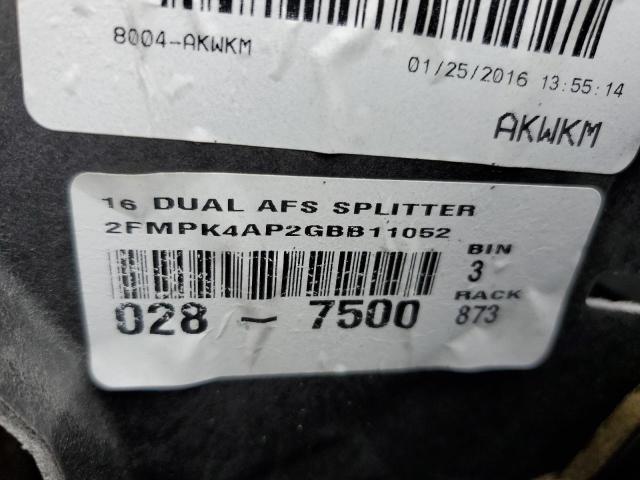 8004-AKWKM
01/25/2016 13:55:14
AKWKM
16 DUAL AFS SPLITTER
2FMPK4AP2GBB11052
BIN
3
RACK
028 - 7500 873